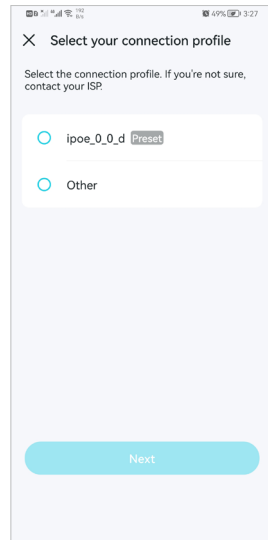 192
B/s
49% 3:27
Select your connection profile
Select the connection profile. If you're not sure,
contact your ISP.
ipoe_0_0_d Preset
Other
Next